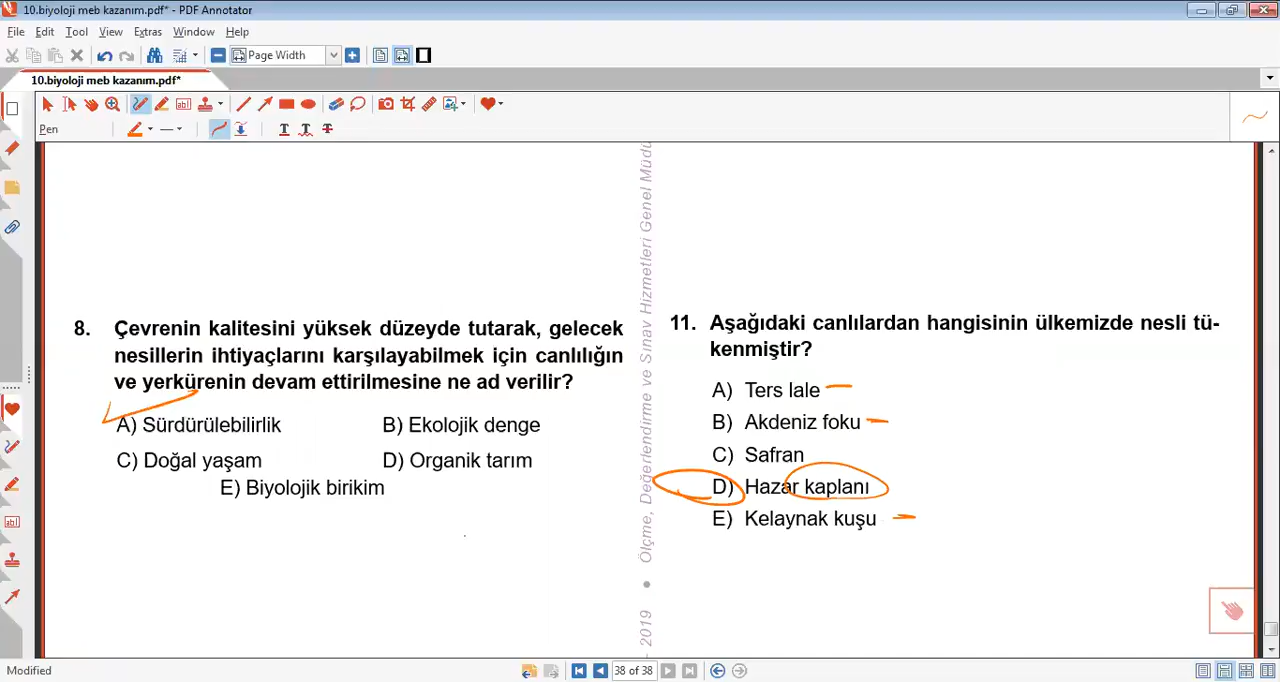 10.biyoloji meb kazanım.pdf* - PDF Annotator
File Edit Tool View Extras Window Help
Page Width
10.biyoloji meb kazanım.pdf*
Pen
8. Çevrenin kalitesini yüksek düzeyde tutarak, gelecek
nesillerin ihtiyaçlarını karşılayabilmek için canlılığın
ve yerkürenin devam ettirilmesine ne ad verilir?
A) Sürdürülebilirlik B) Ekolojik denge
C) Doğal yaşam D) Organik tarım
E) Biyolojik birikim
Ölçme, Değerlendirme ve Sınav Hizmetleri Genel Müdü
2019 •
11. Aşağıdaki canlılardan hangisinin ülkemizde nesli tü-
kenmiştir?
A) Ters lale
B) Akdeniz foku
C) Safran
D) Hazar kaplanı
E) Kelaynak kuşu
Modified
38 of 38